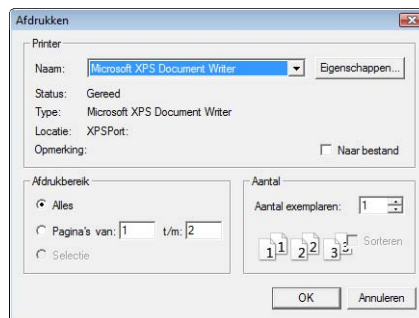 Afdrukken
Printer
Naam: Microsoft XPS Document Writer Eigenschappen...
Status: Gereed
Type: Microsoft XPS Document Writer
Locatie: XPSPort:
Opmerking: Naar bestand
Afdrukbereik
Alles
Pagina's van: 1 t/m: 2
Selectie
Aantal
Aantal exemplaren: 1
1 1 2 2 3 3 Sorteren
OK Annuleren